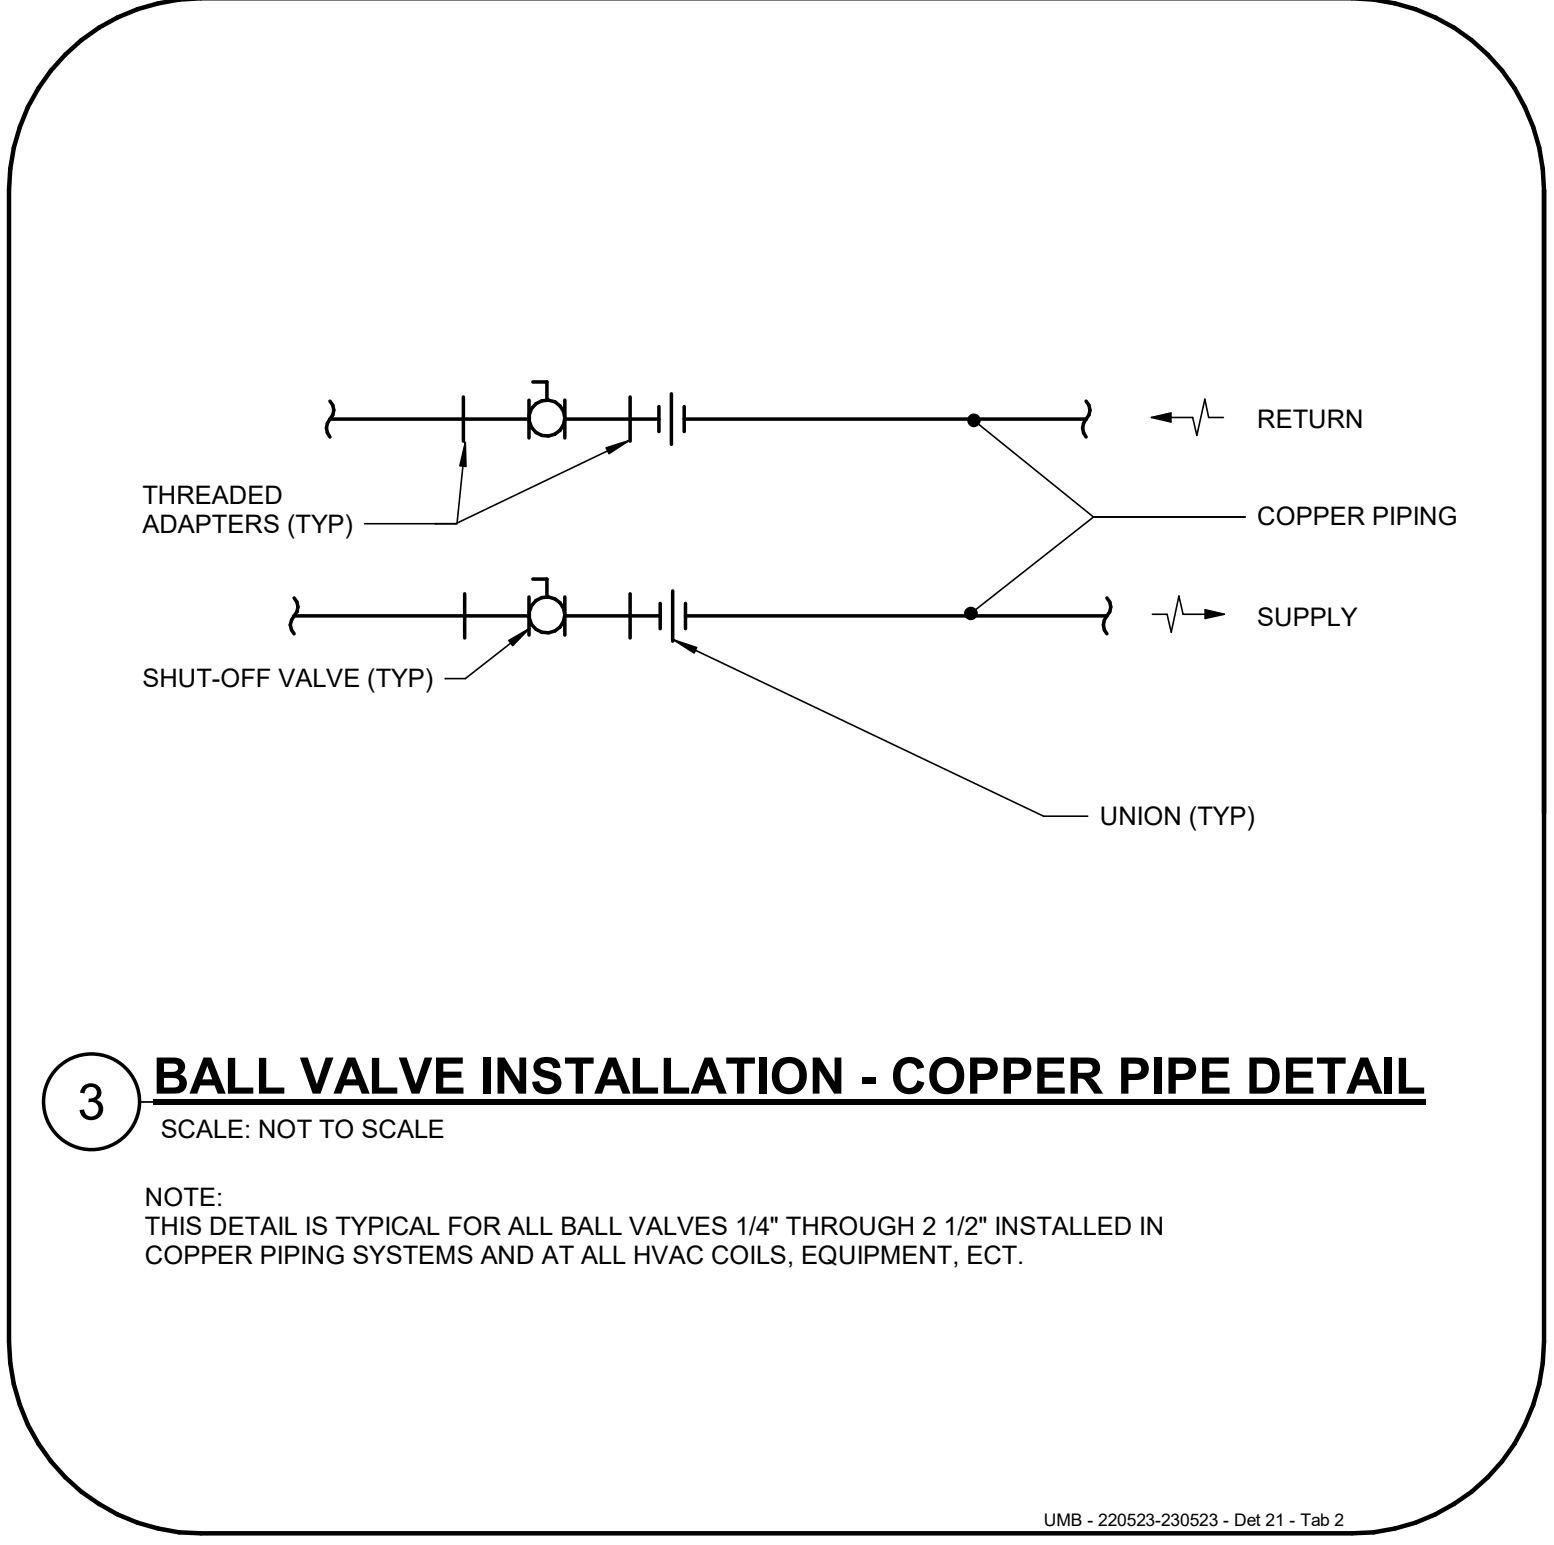 RETURN
THREADED
ADAPTERS (TYP)
COPPER PIPING
SUPPLY
SHUT-OFF VALVE (TYP)
UNION (TYP)
3
BALL VALVE INSTALLATION - COPPER PIPE DETAIL
SCALE: NOT TO SCALE
NOTE:
THIS DETAIL IS TYPICAL FOR ALL BALL VALVES 1/4" THROUGH 2 1/2" INSTALLED IN
COPPER PIPING SYSTEMS AND AT ALL HVAC COILS, EQUIPMENT, ECT.
UMB - 220523-230523 - Det 21 - Tab 2